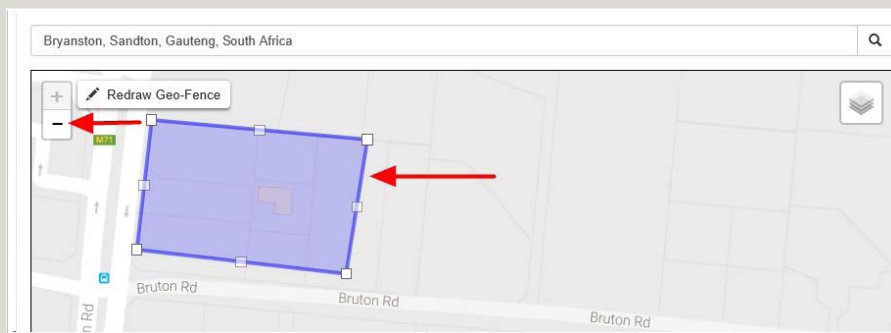 Bryanston, Sandton, Gauteng, South Africa
+
Redraw Geo-Fence
−
M71
Bruton Rd
Bruton Rd
Bruton Rd
n Rd